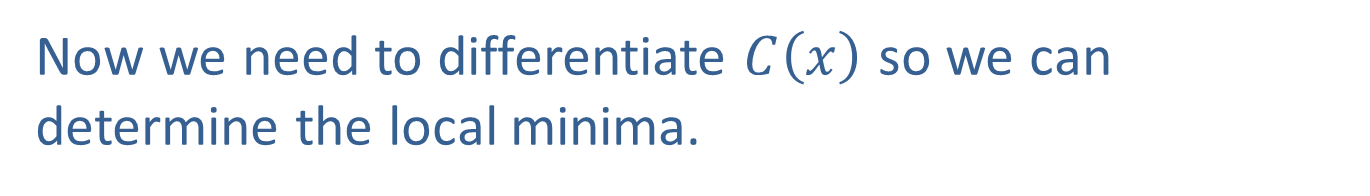 Now we need to differentiate C(x) so we can
determine the local minima.